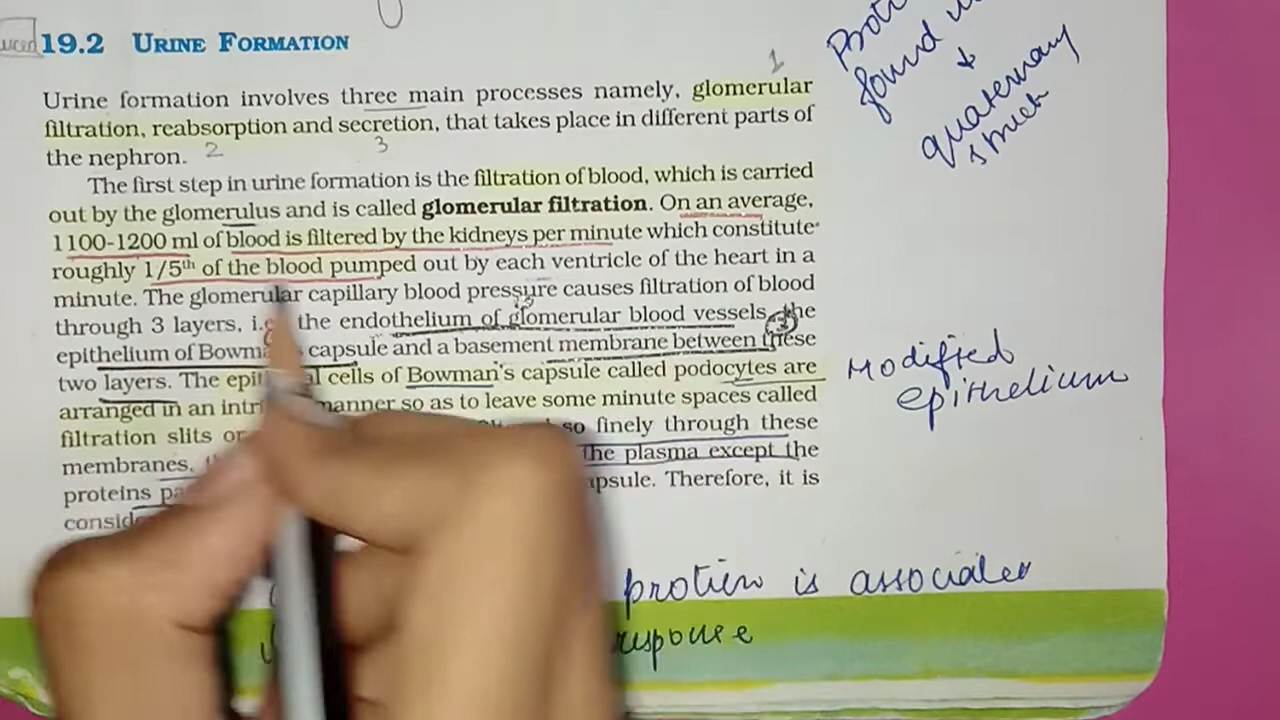 19.2 URINE FORMATION
1
Urine formation involves three main processes namely, glomerular
filtration, reabsorption and secretion, that takes place in different parts of
the nephron.
2 3
The first step in urine formation is the filtration of blood, which is carried
out by the glomerulus and is called glomerular filtration. On an average,
1100-1200 ml of blood is filtered by the kidneys per minute which constitute
roughly 1/5th of the blood pumped out by each ventricle of the heart in a
minute. The glomerular capillary blood pressure causes filtration of blood
through 3 layers, the endothelium of glomerular blood vessels, the
epithelium of capsule and a basement membrane between these
two layers. The cells of Bowman's capsule called podocytes are
arranged in an manner so as to leave some minute spaces called
filtration slits or
so finely through these
membranes, the plasma except the
proteins Therefore, it is
found
quaternary
Modified
epithelium
protien is associated